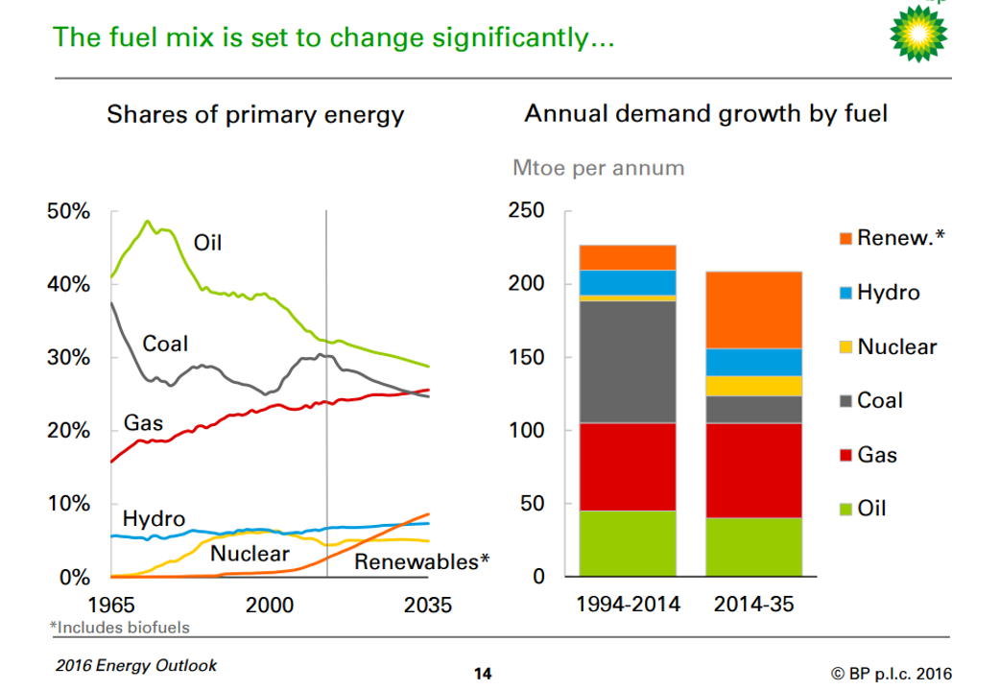 bp
The fuel mix is set to change significantly…
Shares of primary energy
50%
40%
30%
20%
10%
0%
Oil
Coal
Gas
Hydro
Nuclear
Renewables*
1965 2000 2035
*Includes biofuels
Annual demand growth by fuel
Mtoe per annum
250
200
150
100
50
0
1994-2014 2014-35
Renew.*
Hydro
Nuclear
Coal
Gas
Oil
2016 Energy Outlook
14
© BP p.l.c. 2016